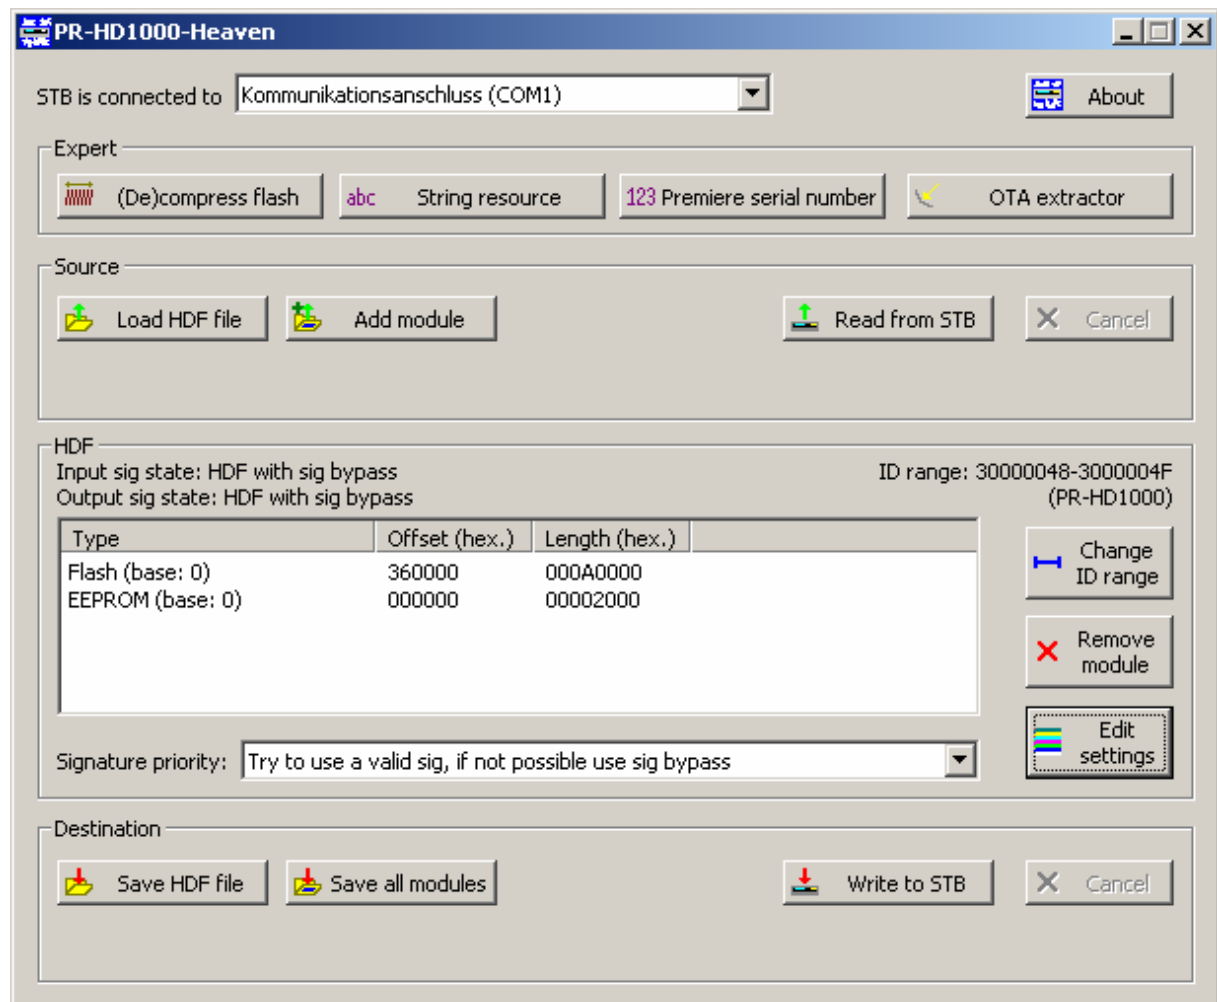 PR-HD1000-Heaven
STB is connected to Kommunikationsanschluss (COM1) About
Expert
(De)compress flash abc String resource 123 Premiere serial number OTA extractor
Source
Load HDF file Add module Read from STB Cancel
HDF
Input sig state: HDF with sig bypass ID range: 30000048-3000004F
Output sig state: HDF with sig bypass (PR-HD1000)
Type Offset (hex.) Length (hex.)
Flash (base: 0) 360000 000A0000
EEPROM (base: 0) 000000 00002000
Change
ID range
Remove
module
Edit
settings
Signature priority: Try to use a valid sig, if not possible use sig bypass
Destination
Save HDF file Save all modules Write to STB Cancel